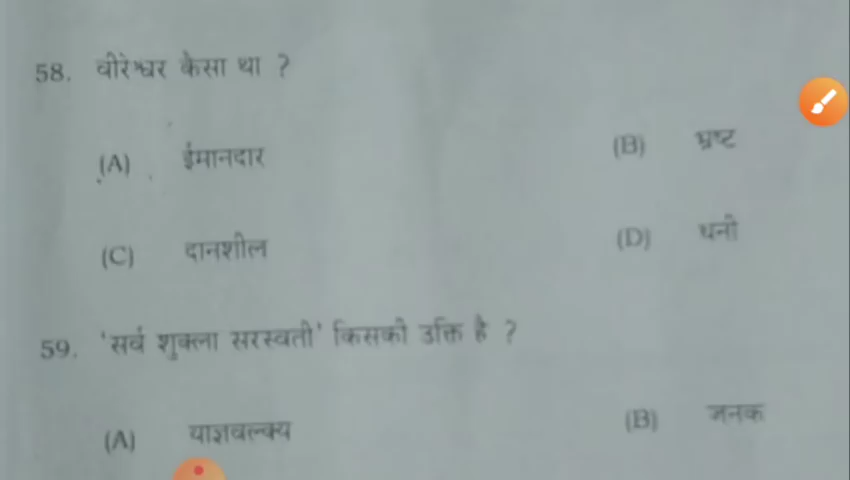 58. वीरेश्वर कैसा था ?
(A) ईमानदार
(B) भ्रष्ट
(C) दानशील
(D) धनी
59. 'सर्व शुक्ला सरस्वती' किसकी उक्ति है ?
(A) याज्ञवल्क्य
(B) जनक